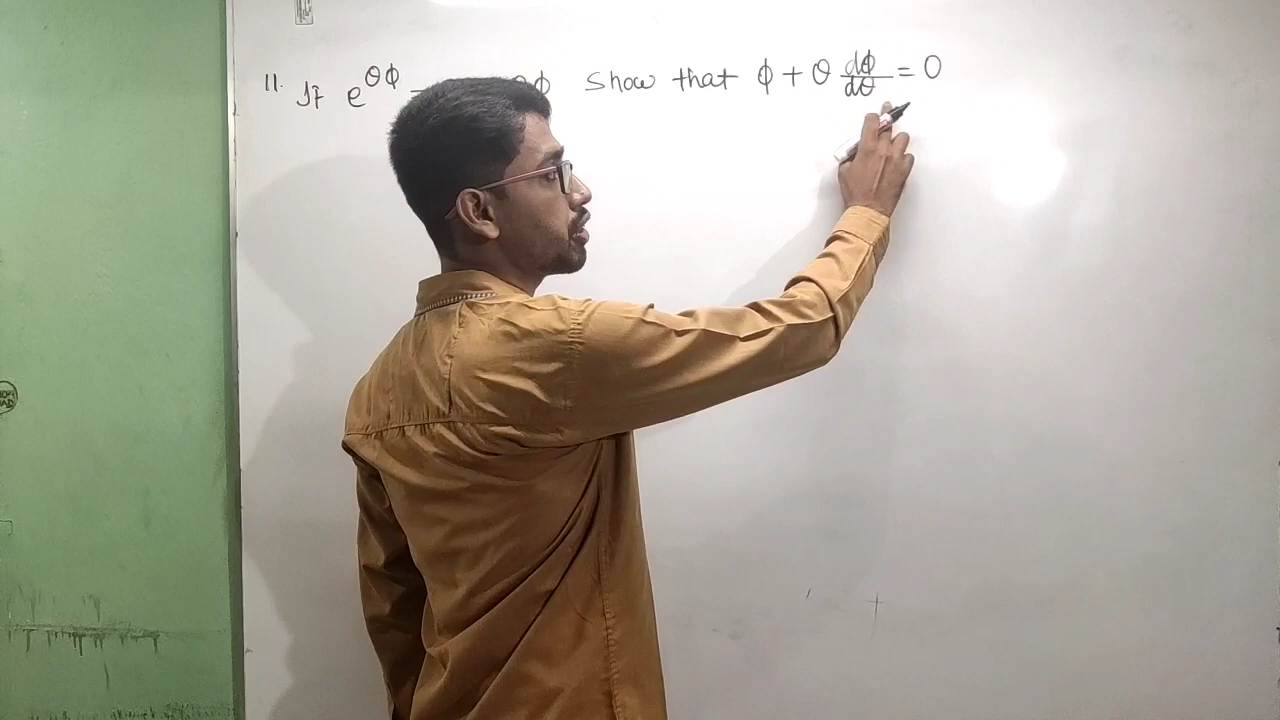 11. If e^{θφ} = θφ show that φ + θ dφ/dθ = 0